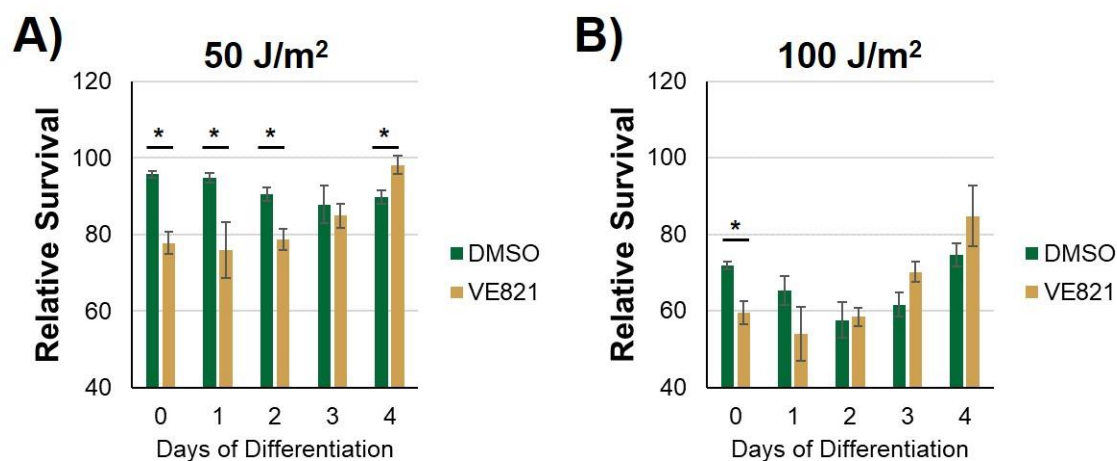 A)
50 J/m²
Relative Survival
120
100
80
60
40
* * * *
0 1 2 3 4
Days of Differentiation
DMSO
VE821
B)
100 J/m²
Relative Survival
120
100
80
60
40
*
0 1 2 3 4
Days of Differentiation
DMSO
VE821